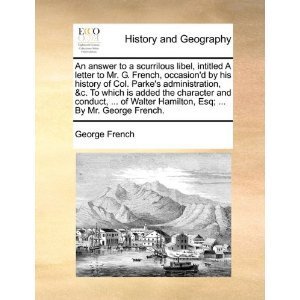 ECCO
History and Geography
An answer to a scurrilous libel, intitled A
letter to Mr. G. French, occasion'd by his
history of Col. Parke's administration,
&c. To which is added the character and
conduct, ... of Walter Hamilton, Esq; ...
By Mr. George French.
George French